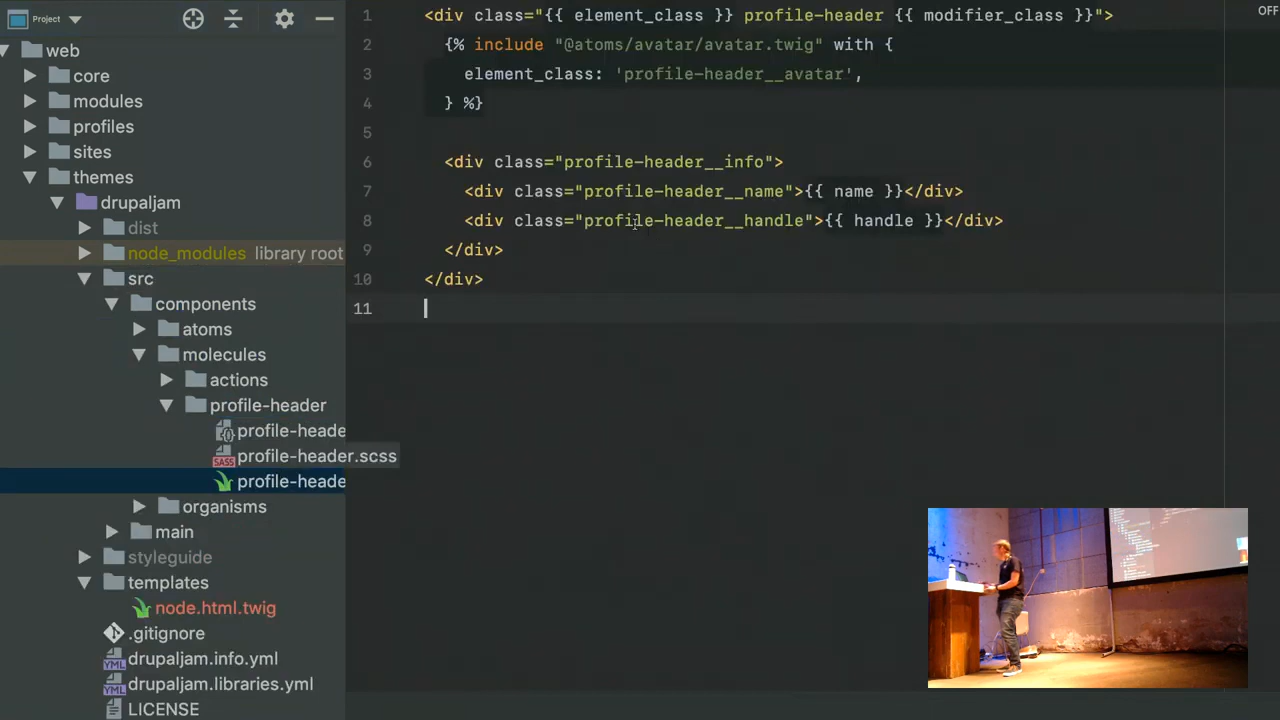 Project
web
core
modules
profiles
sites
themes
drupaljam
dist
node_modules library root
src
components
atoms
molecules
actions
profile-header
profile-heade
profile-header.scss
profile-heade
organisms
main
styleguide
templates
node.html.twig
.gitignore
drupaljam.info.yml
drupaljam.libraries.yml
LICENSE
OFF
1 <div class="{{ element_class }} profile-header {{ modifier_class }}">
2 {% include "@atoms/avatar/avatar.twig" with {
3 element_class: 'profile-header__avatar',
4 } %}
5
6 <div class="profile-header__info">
7 <div class="profile-header__name">{{ name }}</div>
8 <div class="profile-header__handle">{{ handle }}</div>
9 </div>
10 </div>
11